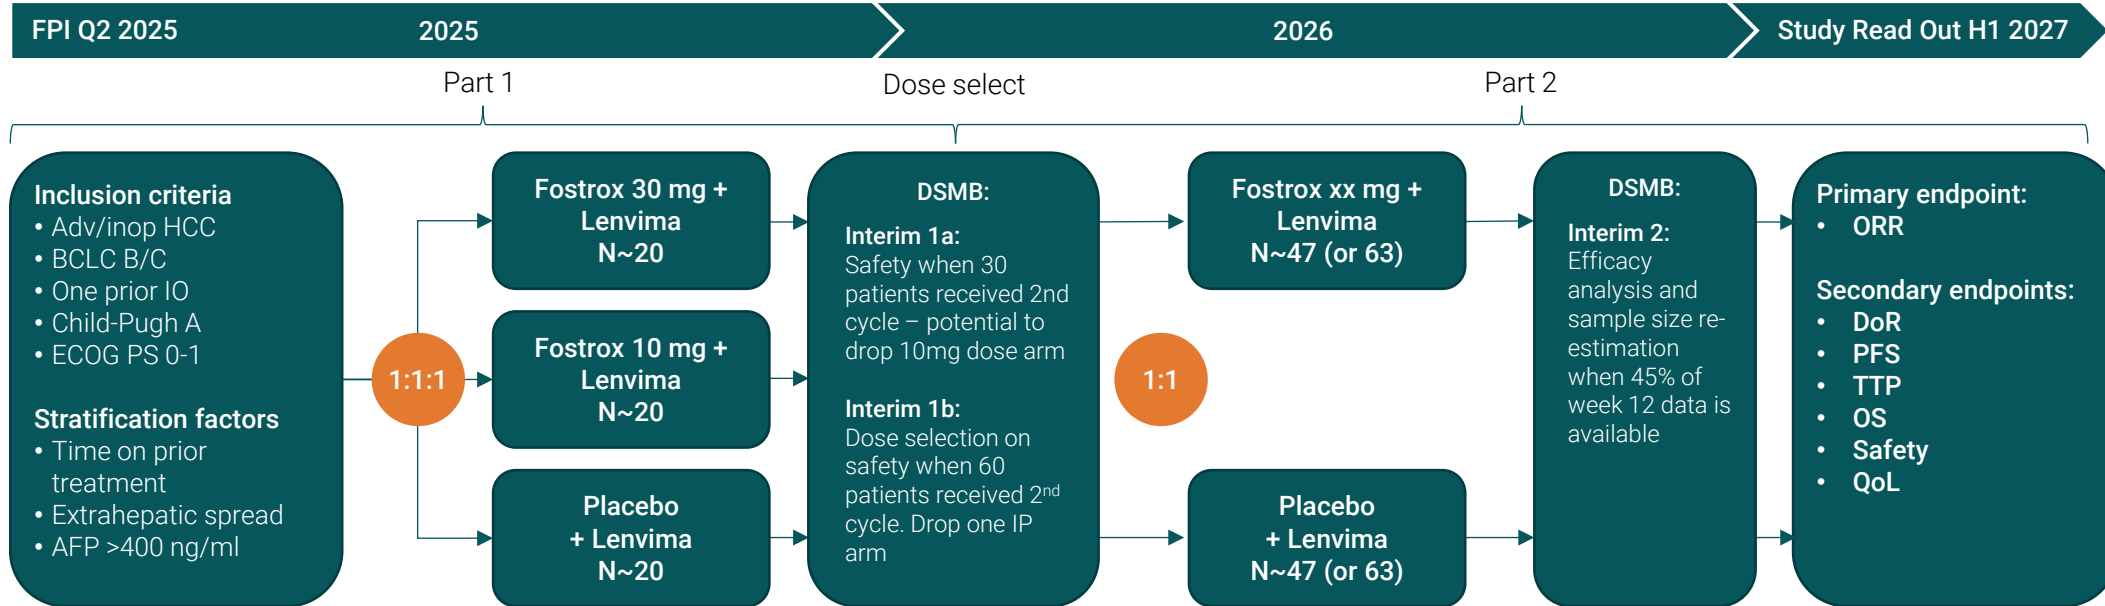 FPI Q2 2025
2025
2026
Study Read Out H1 2027
Part 1
Dose select
Part 2
Inclusion criteria
• Adv/inop HCC
• BCLC B/C
• One prior IO
• Child-Pugh A
• ECOG PS 0-1
Stratification factors
• Time on prior
treatment
• Extrahepatic spread
• AFP >400 ng/ml
1:1:1
Fostrox 30 mg +
Lenvima
N~20
Fostrox 10 mg +
Lenvima
N~20
Placebo
+ Lenvima
N~20
DSMB:
Interim 1a:
Safety when 30
patients received 2nd
cycle – potential to
drop 10mg dose arm
Interim 1b:
Dose selection on
safety when 60
patients received 2nd
cycle. Drop one IP
arm
1:1
Fostrox xx mg +
Lenvima
N~47 (or 63)
Placebo
+ Lenvima
N~47 (or 63)
DSMB:
Interim 2:
Efficacy
analysis and
sample size re-
estimation
when 45% of
week 12 data is
available
Primary endpoint:
• ORR
Secondary endpoints:
• DoR
• PFS
• TTP
• OS
• Safety
• QoL